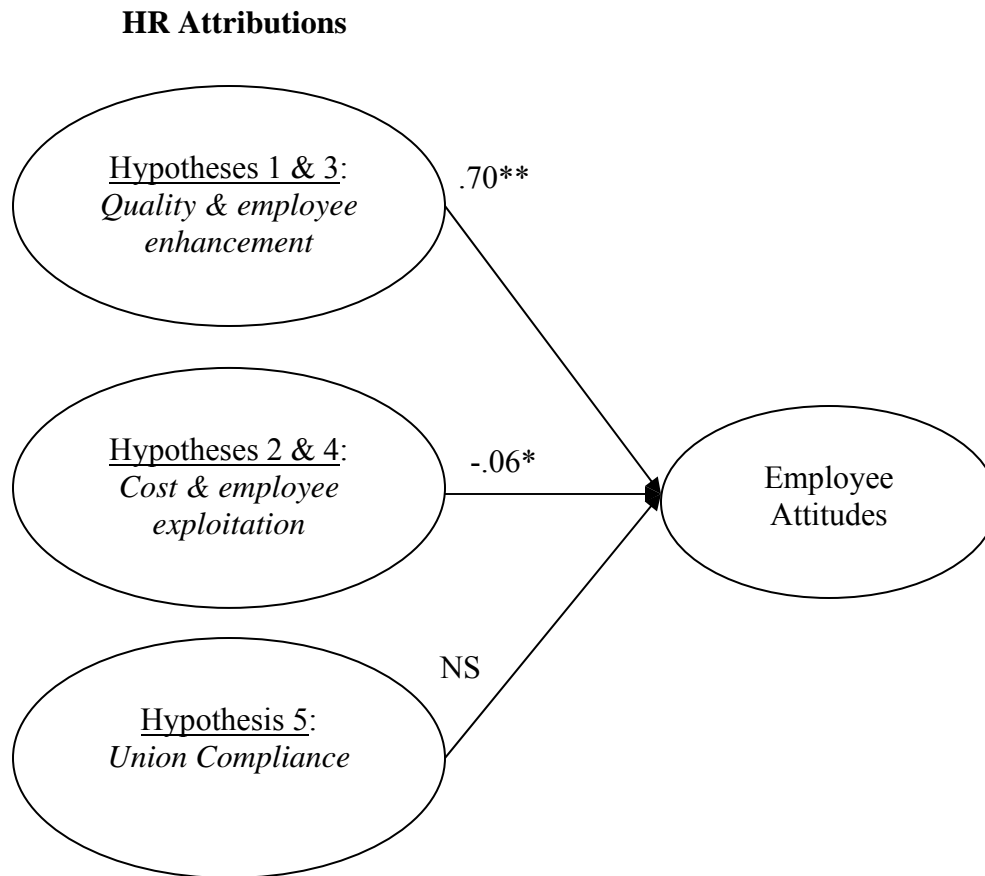 HR Attributions
Hypotheses 1 & 3:
Quality & employee
enhancement
.70**
Hypotheses 2 & 4:
Cost & employee
exploitation
-.06*
Employee
Attitudes
NS
Hypothesis 5:
Union Compliance